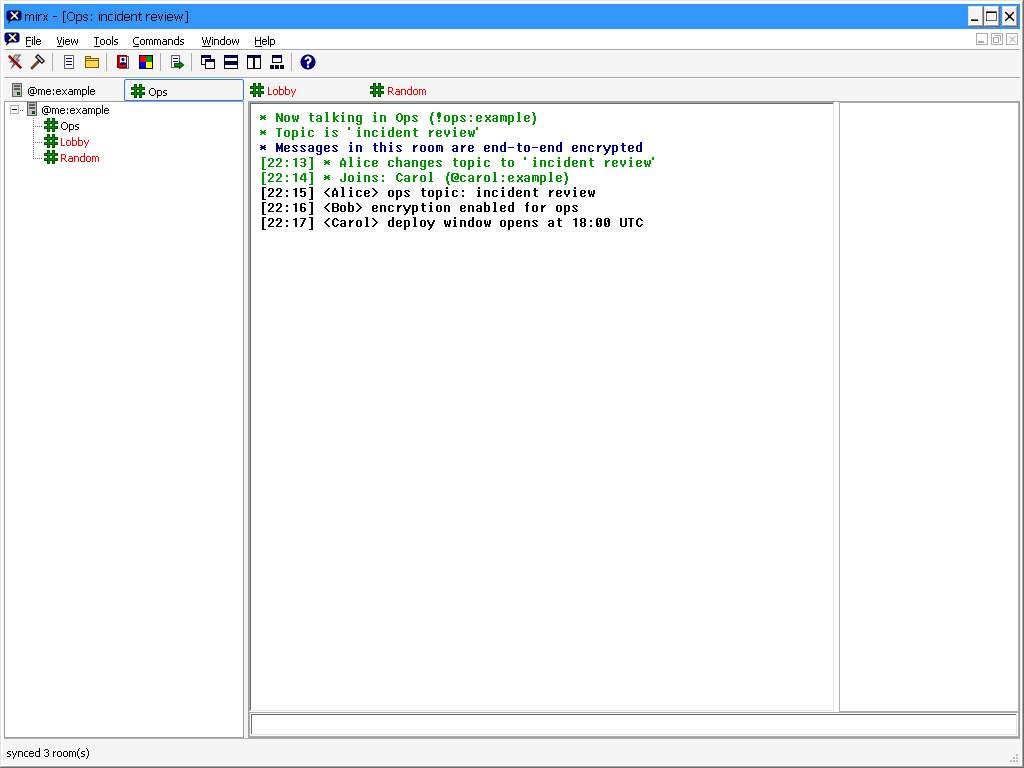 mirx - [Ops: incident review]
File View Tools Commands Window Help
@me:example Ops Lobby Random
@me:example
Ops
Lobby
Random
* Now talking in Ops (!ops:example)
* Topic is 'incident review'
* Messages in this room are end-to-end encrypted
[22:13] * Alice changes topic to 'incident review'
[22:14] * Joins: Carol (@carol:example)
[22:15] <Alice> ops topic: incident review
[22:16] <Bob> encryption enabled for ops
[22:17] <Carol> deploy window opens at 18:00 UTC
synced 3 room(s)